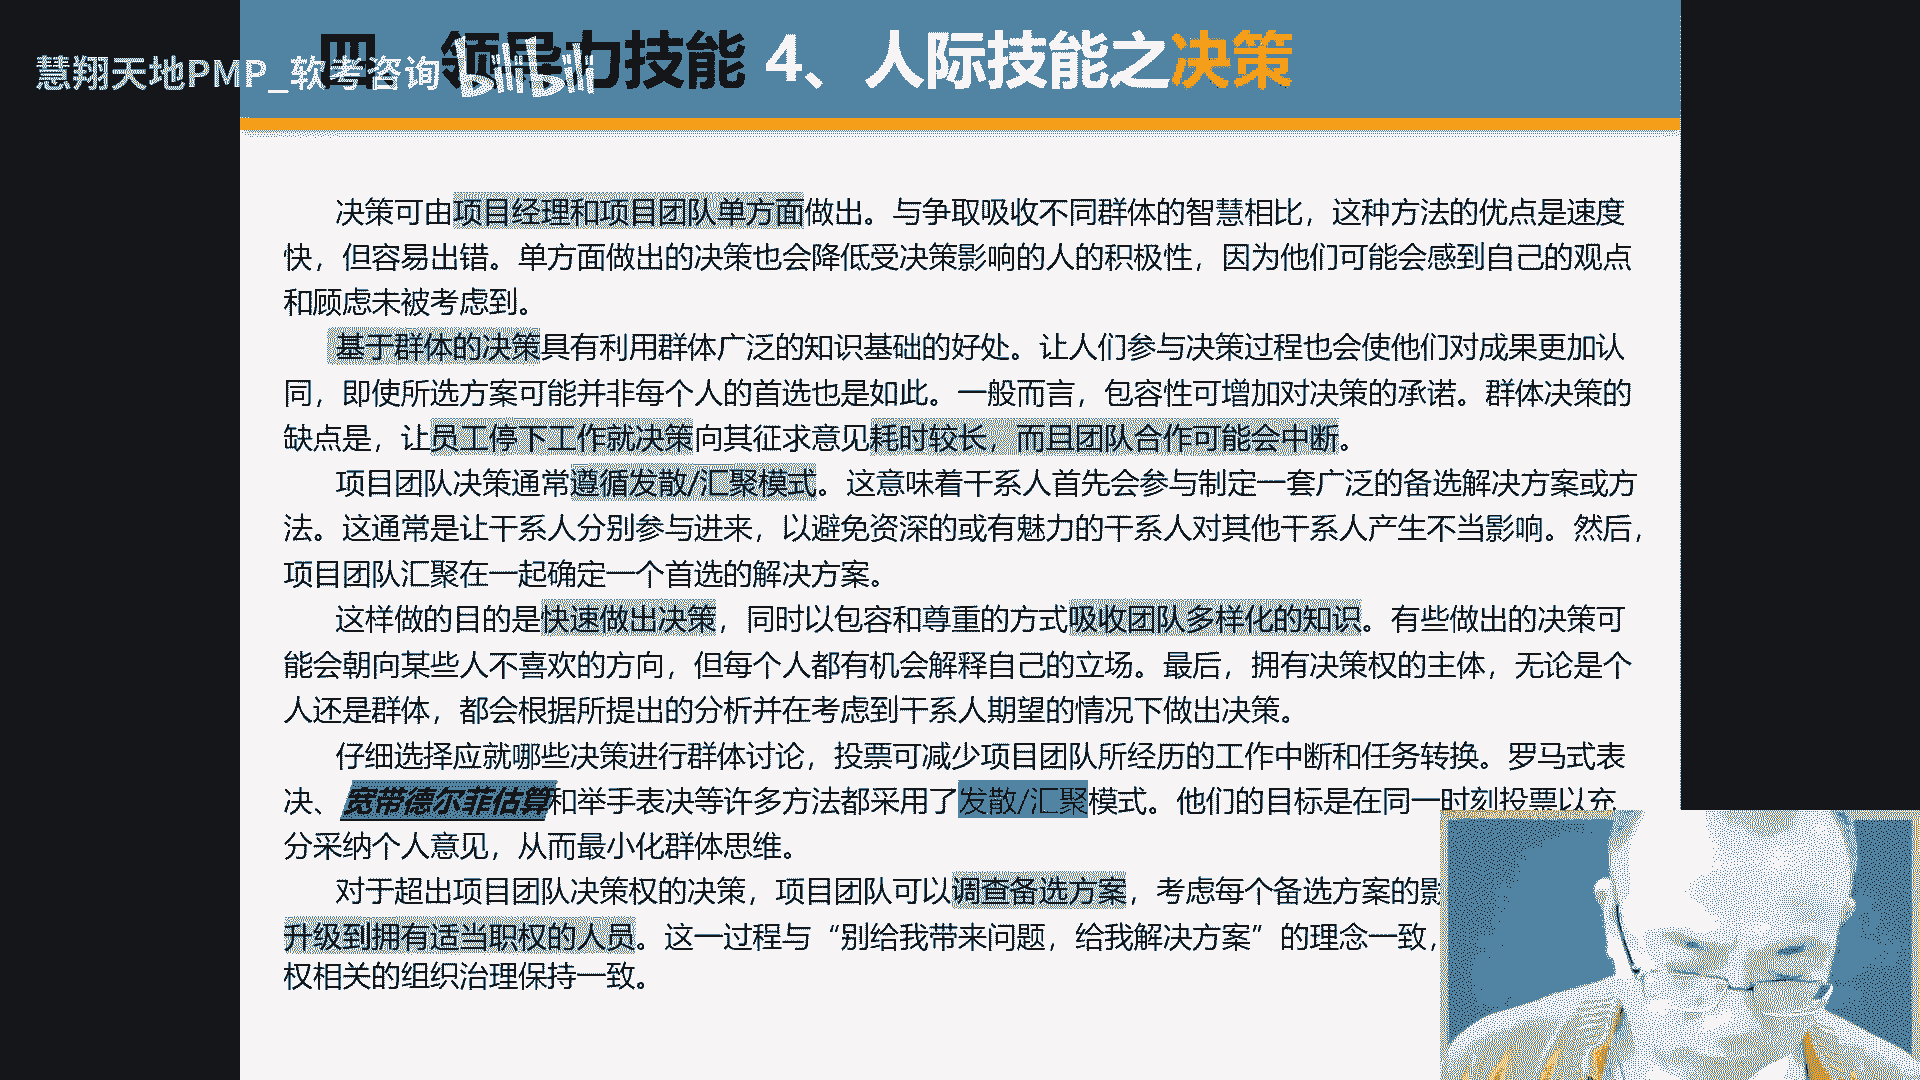 四、领导力技能 4、人际技能之决策
慧翔天地PMP_软考咨询 bilibili
决策可由项目经理和项目团队单方面做出。与争取吸收不同群体的智慧相比，这种方法的优点是速度
快，但容易出错。单方面做出的决策也会降低受决策影响的人的积极性，因为他们可能会感到自己的观点
和顾虑未被考虑到。
基于群体的决策具有利用群体广泛的知识基础的好处。让人们参与决策过程也会使他们对成果更加认
同，即使所选方案可能并非每个人的首选也是如此。一般而言，包容性可增加对决策的承诺。群体决策的
缺点是，让员工停下工作就决策向其征求意见耗时较长，而且团队合作可能会中断。
项目团队决策通常遵循发散/汇聚模式。这意味着干系人首先会参与制定一套广泛的备选解决方案或方
法。这通常是让干系人分别参与进来，以避免资深的或有魅力的干系人对其他干系人产生不当影响。然后，
项目团队汇聚在一起确定一个首选的解决方案。
这样做的目的是快速做出决策，同时以包容和尊重的方式吸收团队多样化的知识。有些做出的决策可
能会朝向某些人不喜欢的方向，但每个人都有机会解释自己的立场。最后，拥有决策权的主体，无论是个
人还是群体，都会根据所提出的分析并在考虑到干系人期望的情况下做出决策。
仔细选择应就哪些决策进行群体讨论，投票可减少项目团队所经历的工作中断和任务转换。罗马式表
决、宽带德尔菲估算和举手表决等许多方法都采用了发散/汇聚模式。他们的目标是在同一时刻投票以充
分采纳个人意见，从而最小化群体思维。
对于超出项目团队决策权的决策，项目团队可以调查备选方案，考虑每个备选方案的影
升级到拥有适当职权的人员。这一过程与“别给我带来问题，给我解决方案”的理念一致，
权相关的组织治理保持一致。